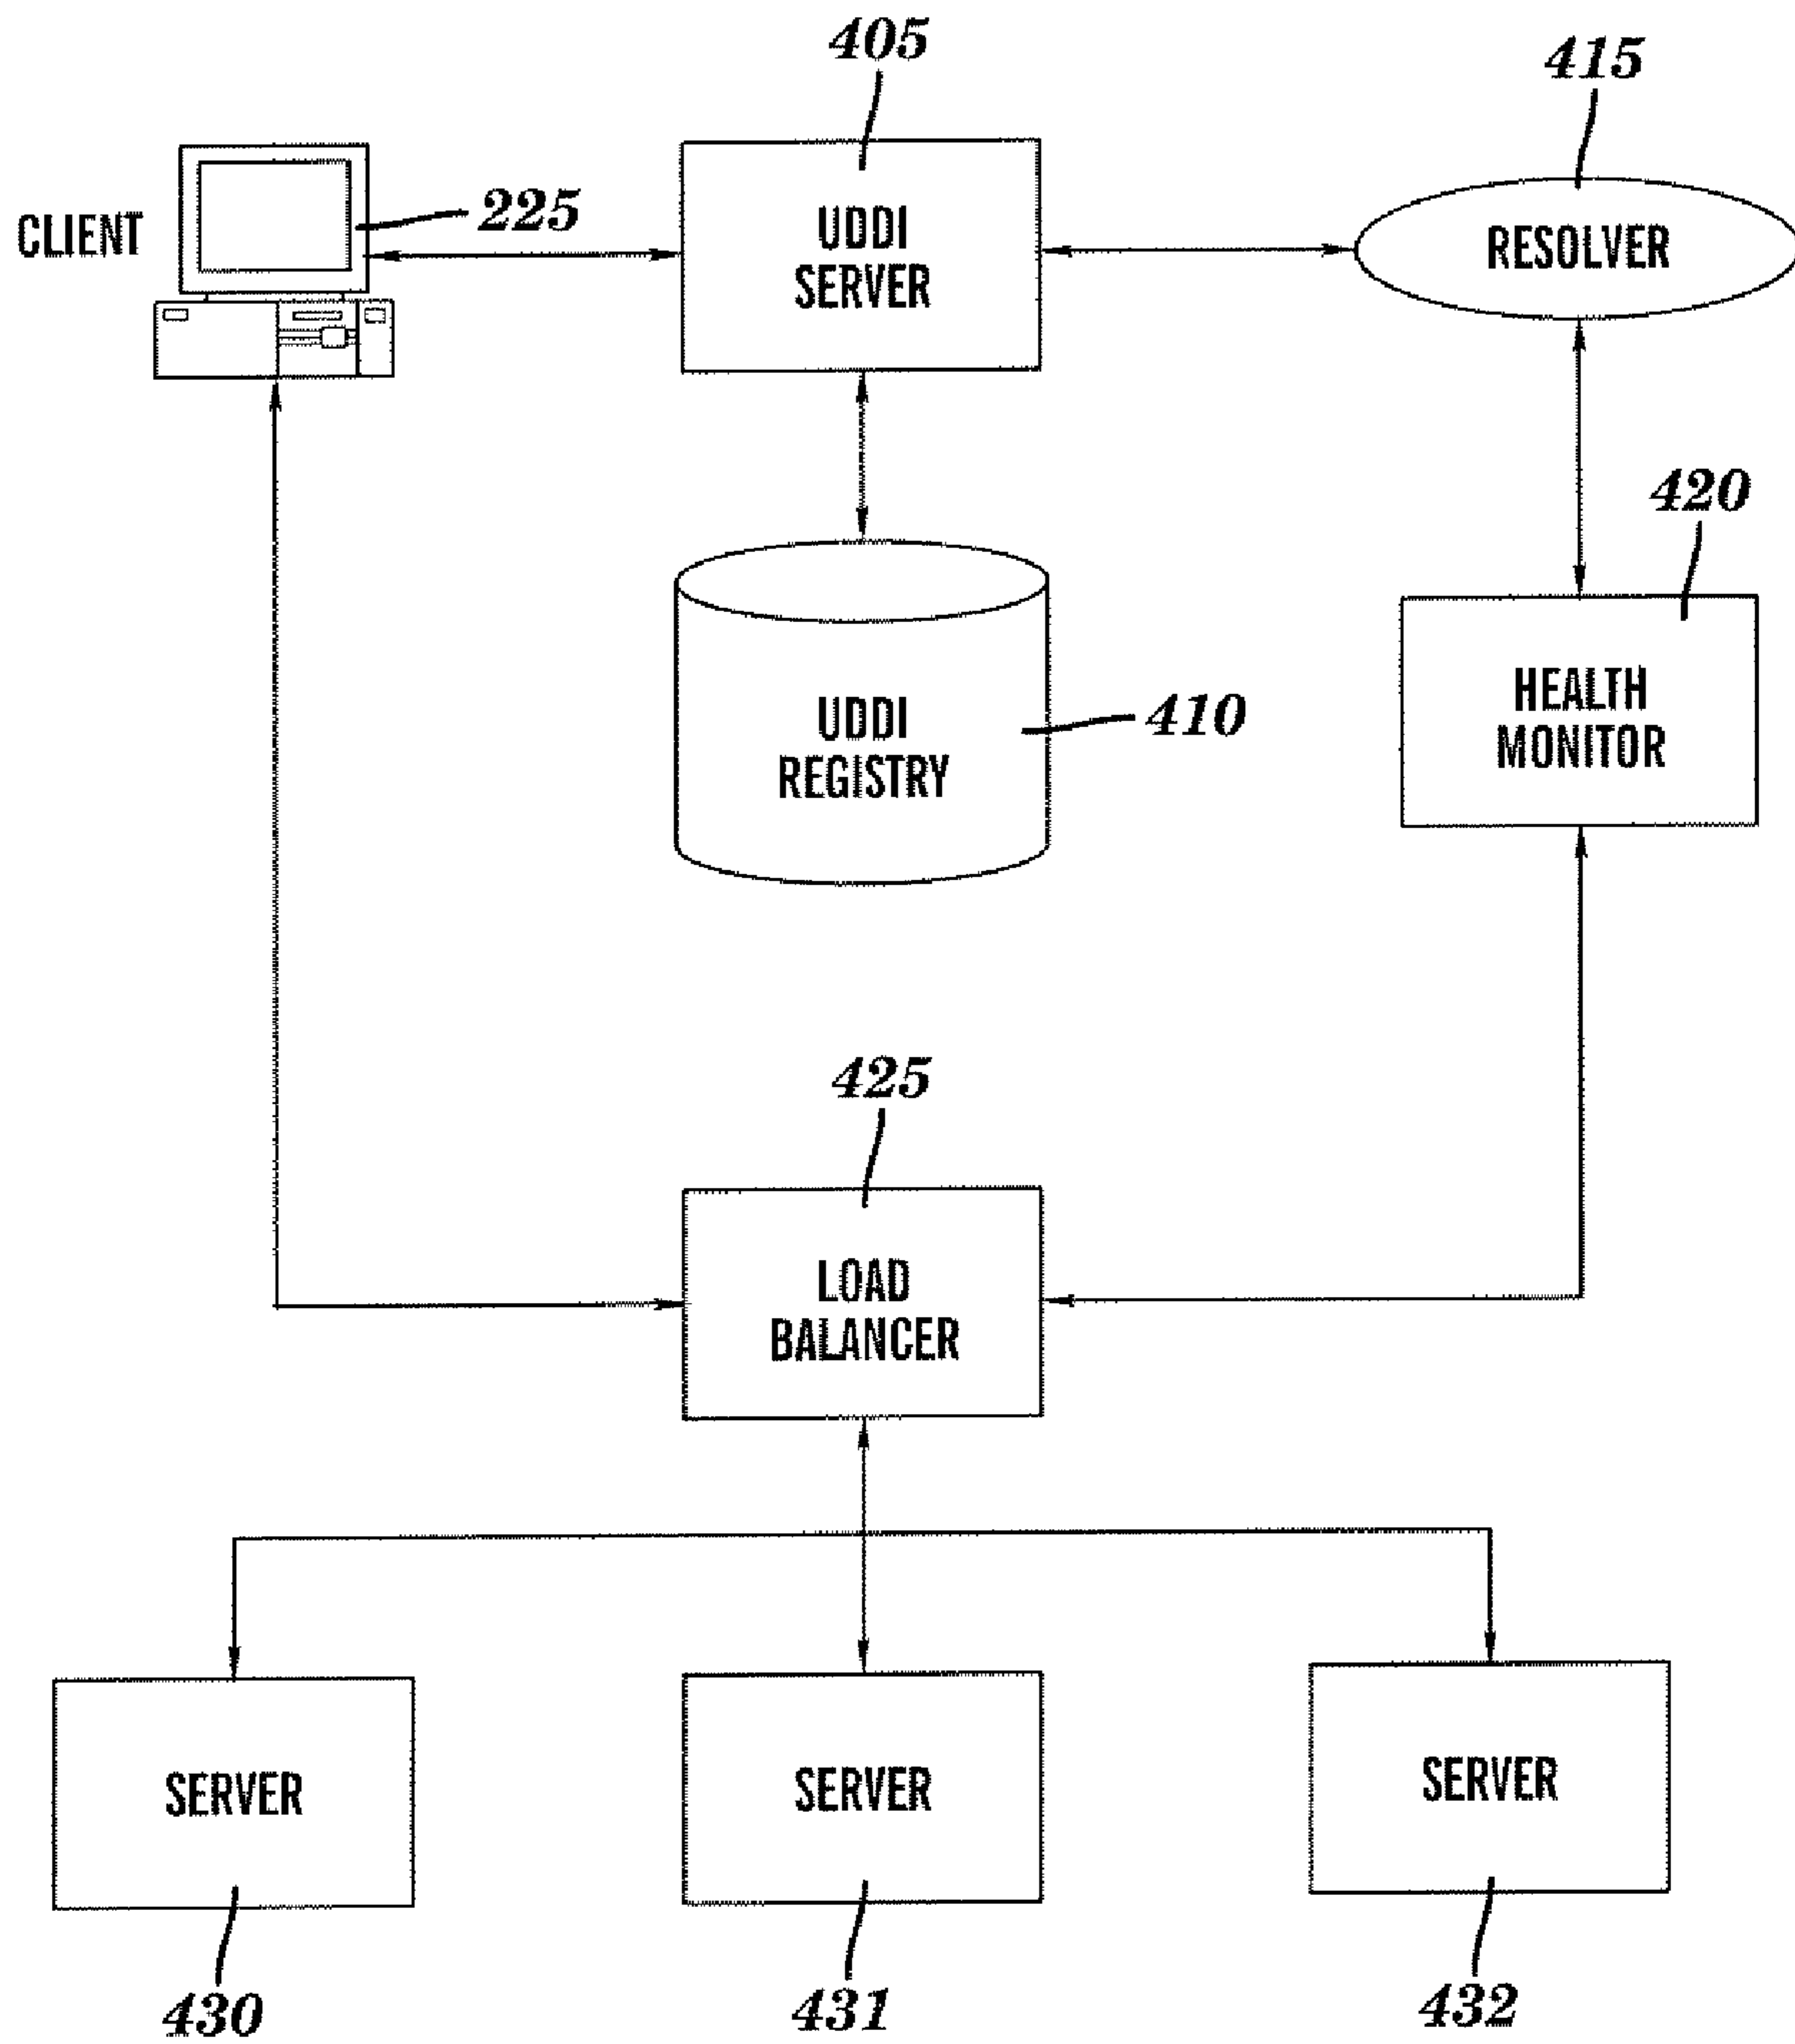 405
415
CLIENT
225
UDDI
SERVER
RESOLVER
420
UDDI
REGISTRY
410
HEALTH
MONITOR
425
LOAD
BALANCER
SERVER
SERVER
SERVER
430
431
432